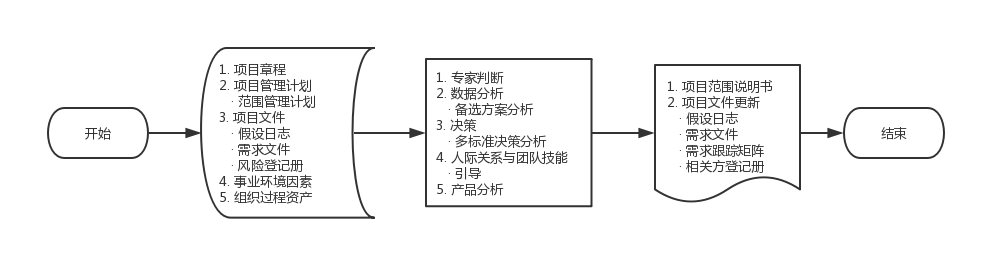 开始
1. 项目章程
2. 项目管理计划
· 范围管理计划
3. 项目文件
· 假设日志
· 需求文件
· 风险登记册
4. 事业环境因素
5. 组织过程资产
1. 专家判断
2. 数据分析
· 备选方案分析
3. 决策
· 多标准决策分析
4. 人际关系与团队技能
· 引导
5. 产品分析
1. 项目范围说明书
2. 项目文件更新
· 假设日志
· 需求文件
· 需求跟踪矩阵
· 相关方登记册
结束